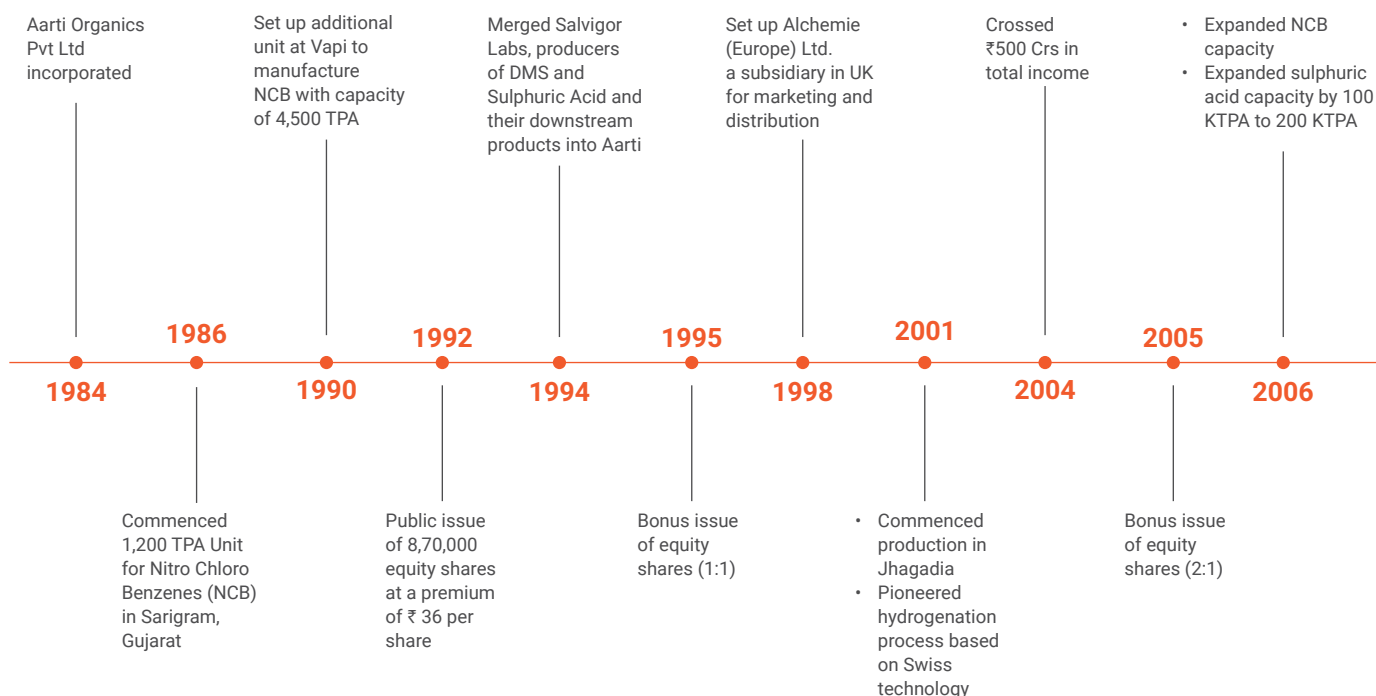 Aarti Organics
Pvt Ltd
incorporated
Set up additional
unit at Vapi to
manufacture
NCB with capacity
of 4,500 TPA
Merged Salvigor
Labs, producers
of DMS and
Sulphuric Acid and
their downstream
products into Aarti
Set up Alchemie
(Europe) Ltd.
a subsidiary in UK
for marketing and
distribution
Crossed
₹500 Crs in
total income
• Expanded NCB
capacity
• Expanded sulphuric
acid capacity by 100
KTPA to 200 KTPA
1986
1992
1995
2001
2005
1984
1990
1994
1998
2004
2006
Commenced
1,200 TPA Unit
for Nitro Chloro
Benzenes (NCB)
in Sarigram,
Gujarat
Public issue
of 8,70,000
equity shares
at a premium
of ₹ 36 per
share
Bonus issue
of equity
shares (1:1)
• Commenced
production in
Jhagadia
• Pioneered
hydrogenation
process based
on Swiss
technology
Bonus issue
of equity
shares (2:1)